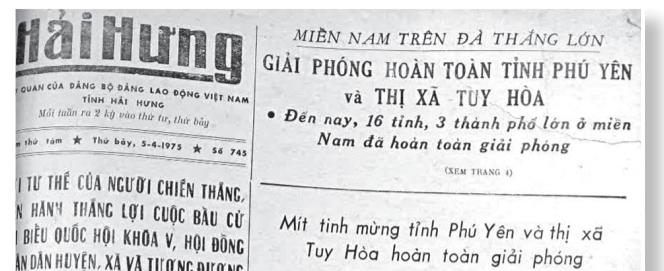 Hải Hưng
QUAN CỦA ĐẢNG BỘ ĐẢNG LAO ĐỘNG VIỆT NAM
TỈNH HẢI HƯNG
Mỗi tuần ra 2 kỳ vào thứ tư, thứ bảy
thứ tám ★ Thứ bảy, 5-4-1975 ★ Số 745
TƯ THẾ CỦA NGƯỜI CHIẾN THẮNG,
HÀNH THẮNG LỢI CUỘC BẦU CỬ
BIỂU QUỐC HỘI KHÓA V, HỘI ĐỒNG
DÂN HUYỆN, XÃ VÀ TƯƠNG ĐƯƠNG
MIỀN NAM TRÊN ĐÀ THẮNG LỚN
GIẢI PHÓNG HOÀN TOÀN TỈNH PHÚ YÊN
và THỊ XÃ TUY HÒA
• Đến nay, 16 tỉnh, 3 thành phố lớn ở miền
Nam đã hoàn toàn giải phóng
(XEM TRANG 4)
Mít tinh mừng tỉnh Phú Yên và thị xã
Tuy Hòa hoàn toàn giải phóng